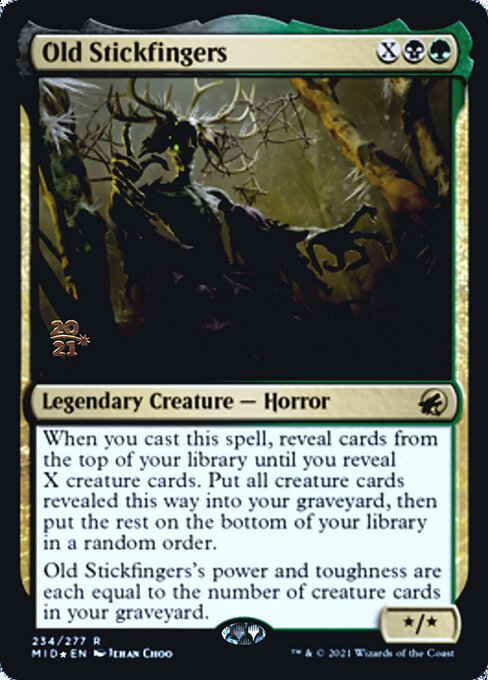 Old Stickfingers X
20
21
Legendary Creature — Horror
When you cast this spell, reveal cards from
the top of your library until you reveal
X creature cards. Put all creature cards
revealed this way into your graveyard, then
put the rest on the bottom of your library
in a random order.
Old Stickfingers's power and toughness are
each equal to the number of creature cards
in your graveyard.
*/*
234/277 R
MID★EN Jehan Choo
™ & © 2021 Wizards of the Coast